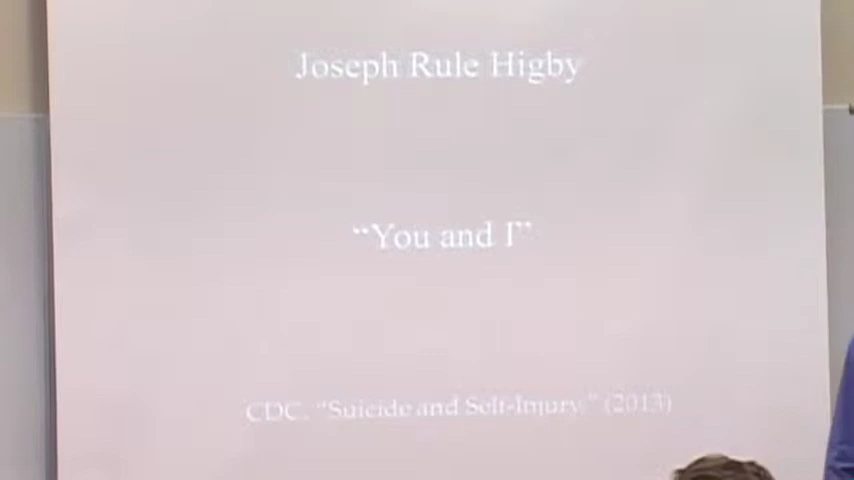 Joseph Rule Higby
“You and I”
CDC. “Suicide and Self-Injury.” (2013)